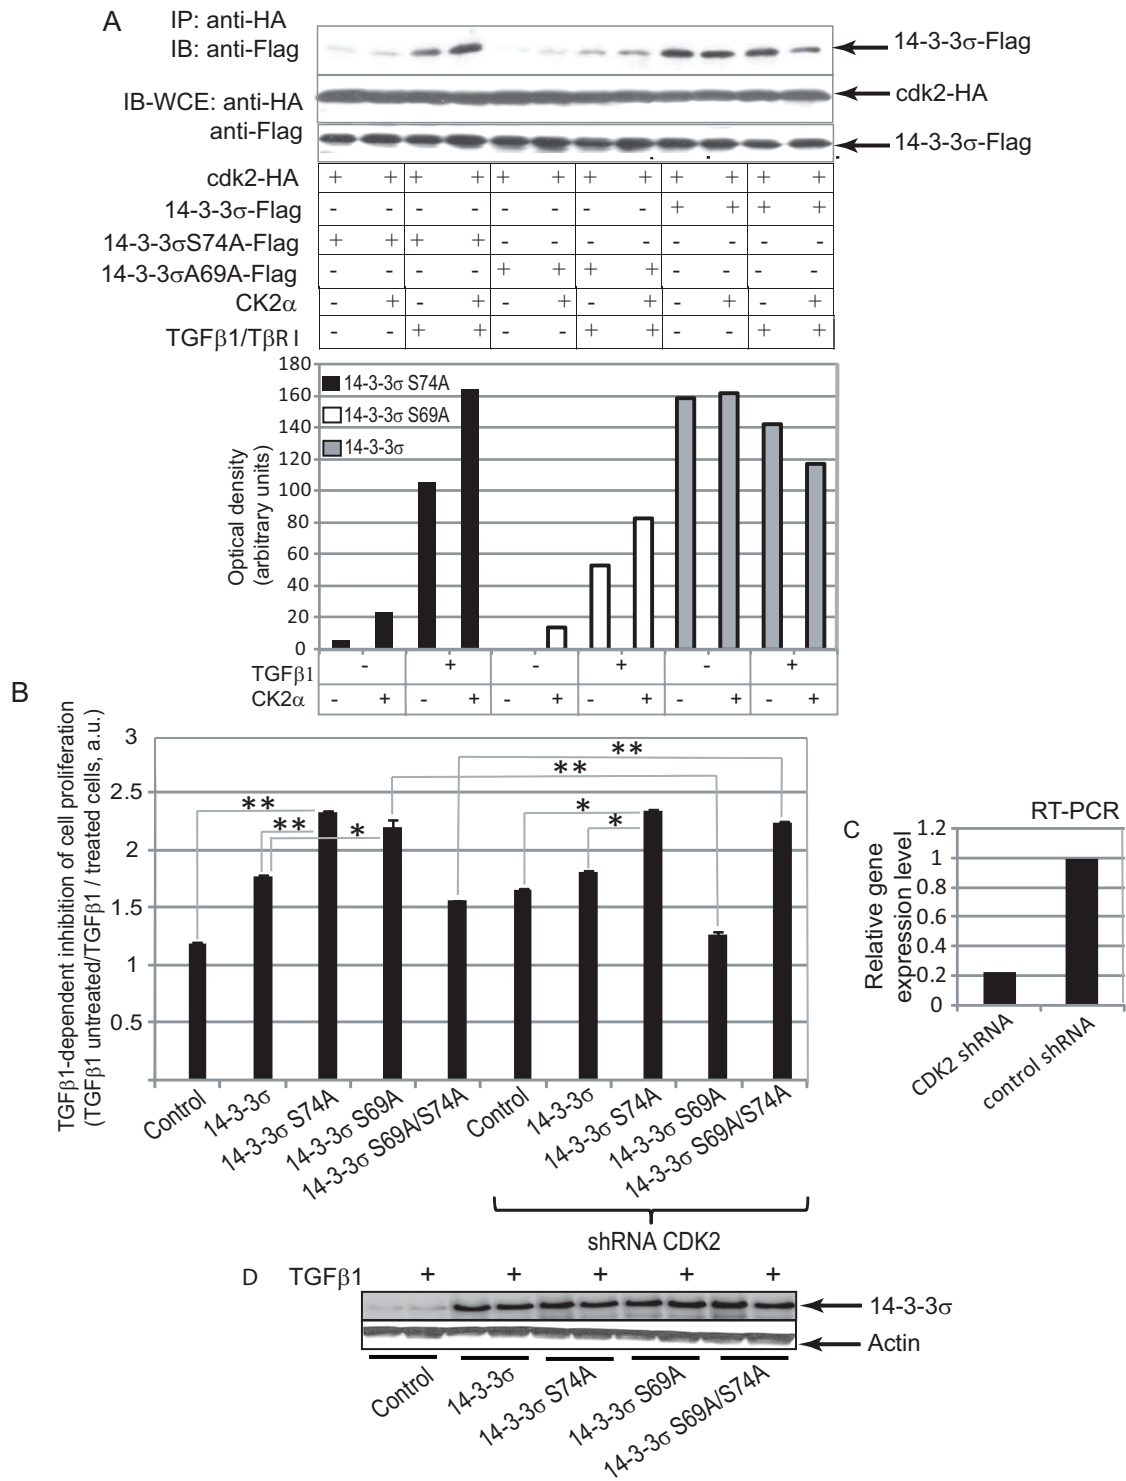 A
IP: anti-HA
IB: anti-Flag
14-3-3σ-Flag
IB-WCE: anti-HA
cdk2-HA
anti-Flag
14-3-3σ-Flag
cdk2-HA + + + + + + + + + + + +
14-3-3σ-Flag - - - - - - - - + + + +
14-3-3σS74A-Flag + + + + - - - - - - - -
14-3-3σA69A-Flag - - - - + + + + - - - -
CK2α - + - + - + - + - + - +
TGFβ1/TβR I - - + + - - + + - - + +
180
160
140
120
100
80
60
40
20
0
Optical density
(arbitrary units)
14-3-3σ S74A
14-3-3σ S69A
14-3-3σ
TGFβ1 - + - + - +
CK2α - + - + - + - + - + - +
B
TGFβ1-dependent inhibition of cell proliferation
(TGFβ1 untreated/TGFβ1 / treated cells, a.u.)
3
2.5
2
1.5
1
0.5
**
**
*
**
**
*
*
Control
14-3-3σ
14-3-3σ S74A
14-3-3σ S69A
14-3-3σ S69A/S74A
Control
14-3-3σ
14-3-3σ S74A
14-3-3σ S69A
14-3-3σ S69A/S74A
shRNA CDK2
C
RT-PCR
Relative gene
expression level
1.2
1
0.8
0.6
0.4
0.2
0
CDK2 shRNA
control shRNA
D TGFβ1 + + + + +
14-3-3σ
Actin
Control
14-3-3σ
14-3-3σ S74A
14-3-3σ S69A
14-3-3σ S69A/S74A